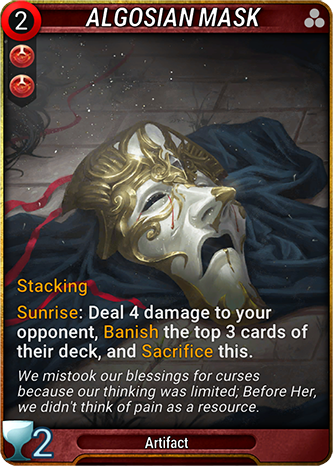 2 ALGOSIAN MASK
Stacking
Sunrise: Deal 4 damage to your
opponent, Banish the top 3 cards of
their deck, and Sacrifice this.
We mistook our blessings for curses
because our thinking was limited; Before Her,
we didn't think of pain as a resource.
2
Artifact